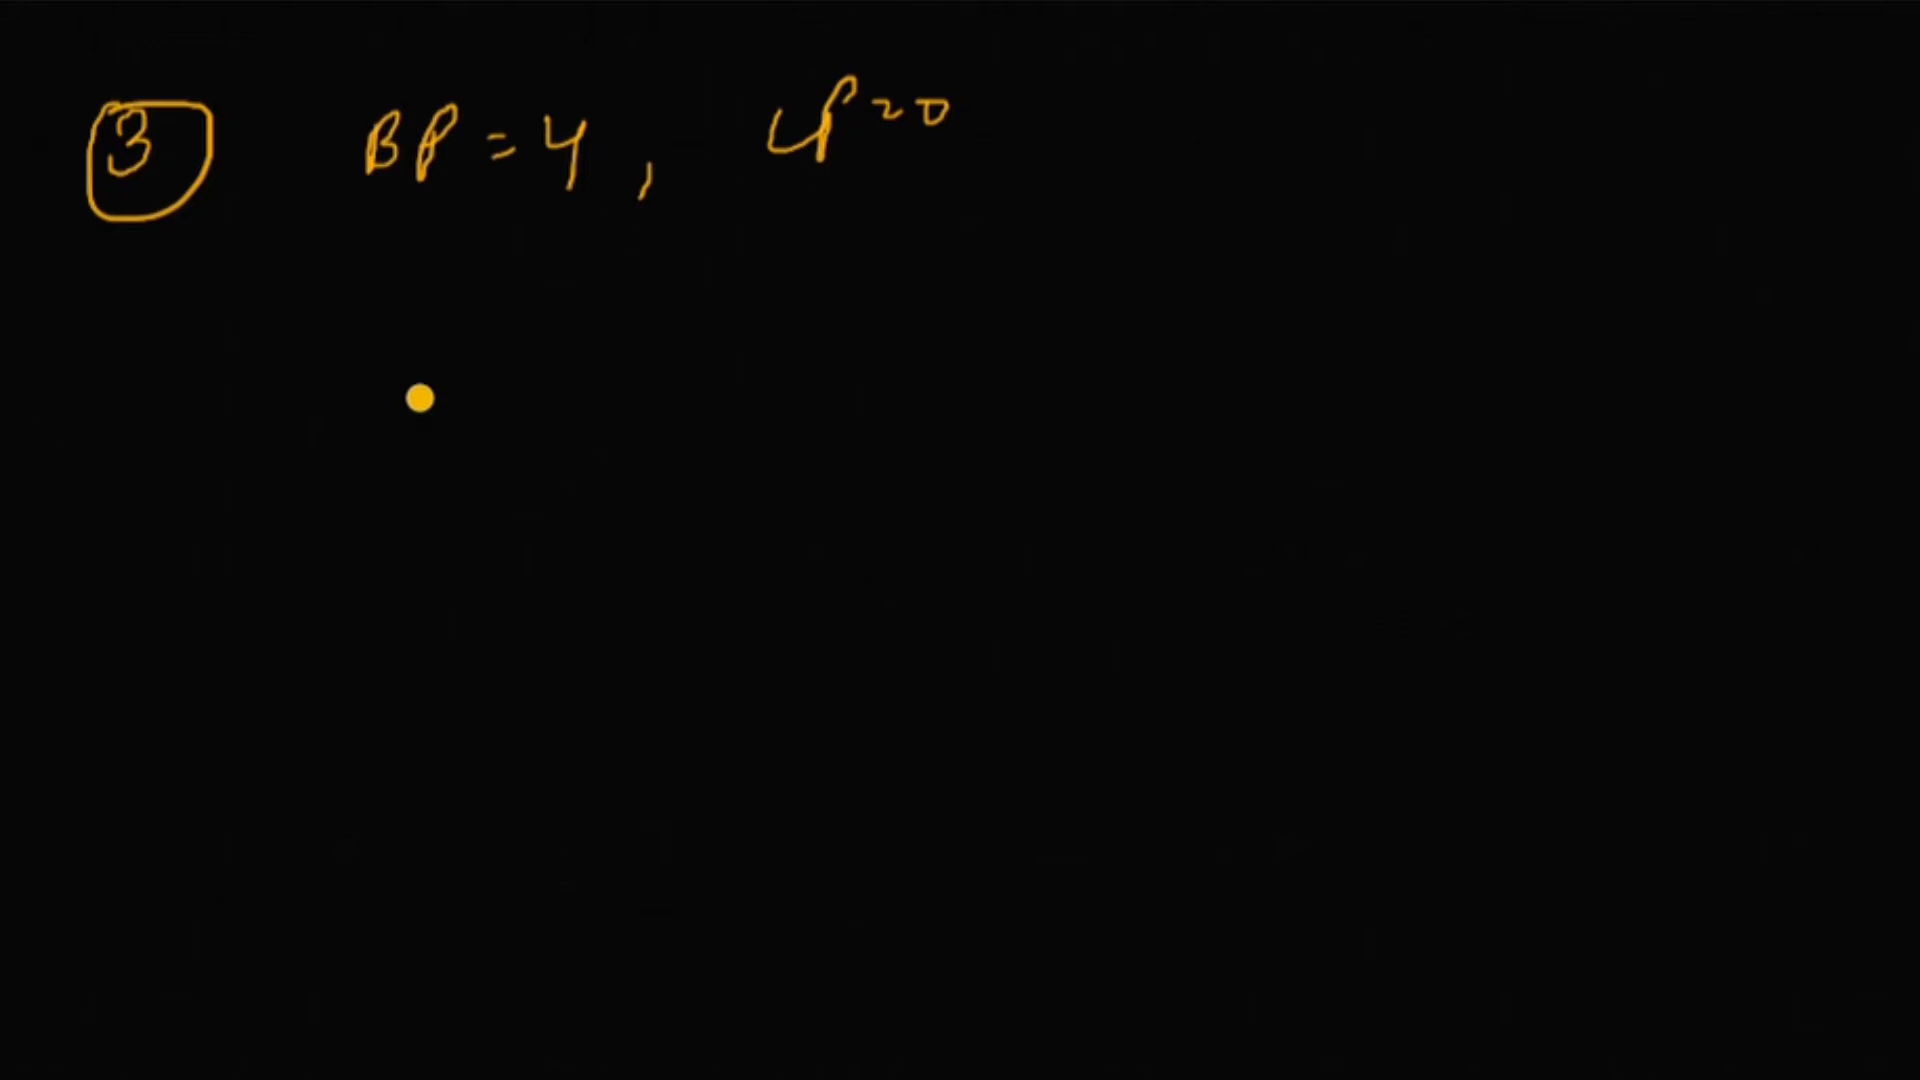 3 BP = 4, LP = 0